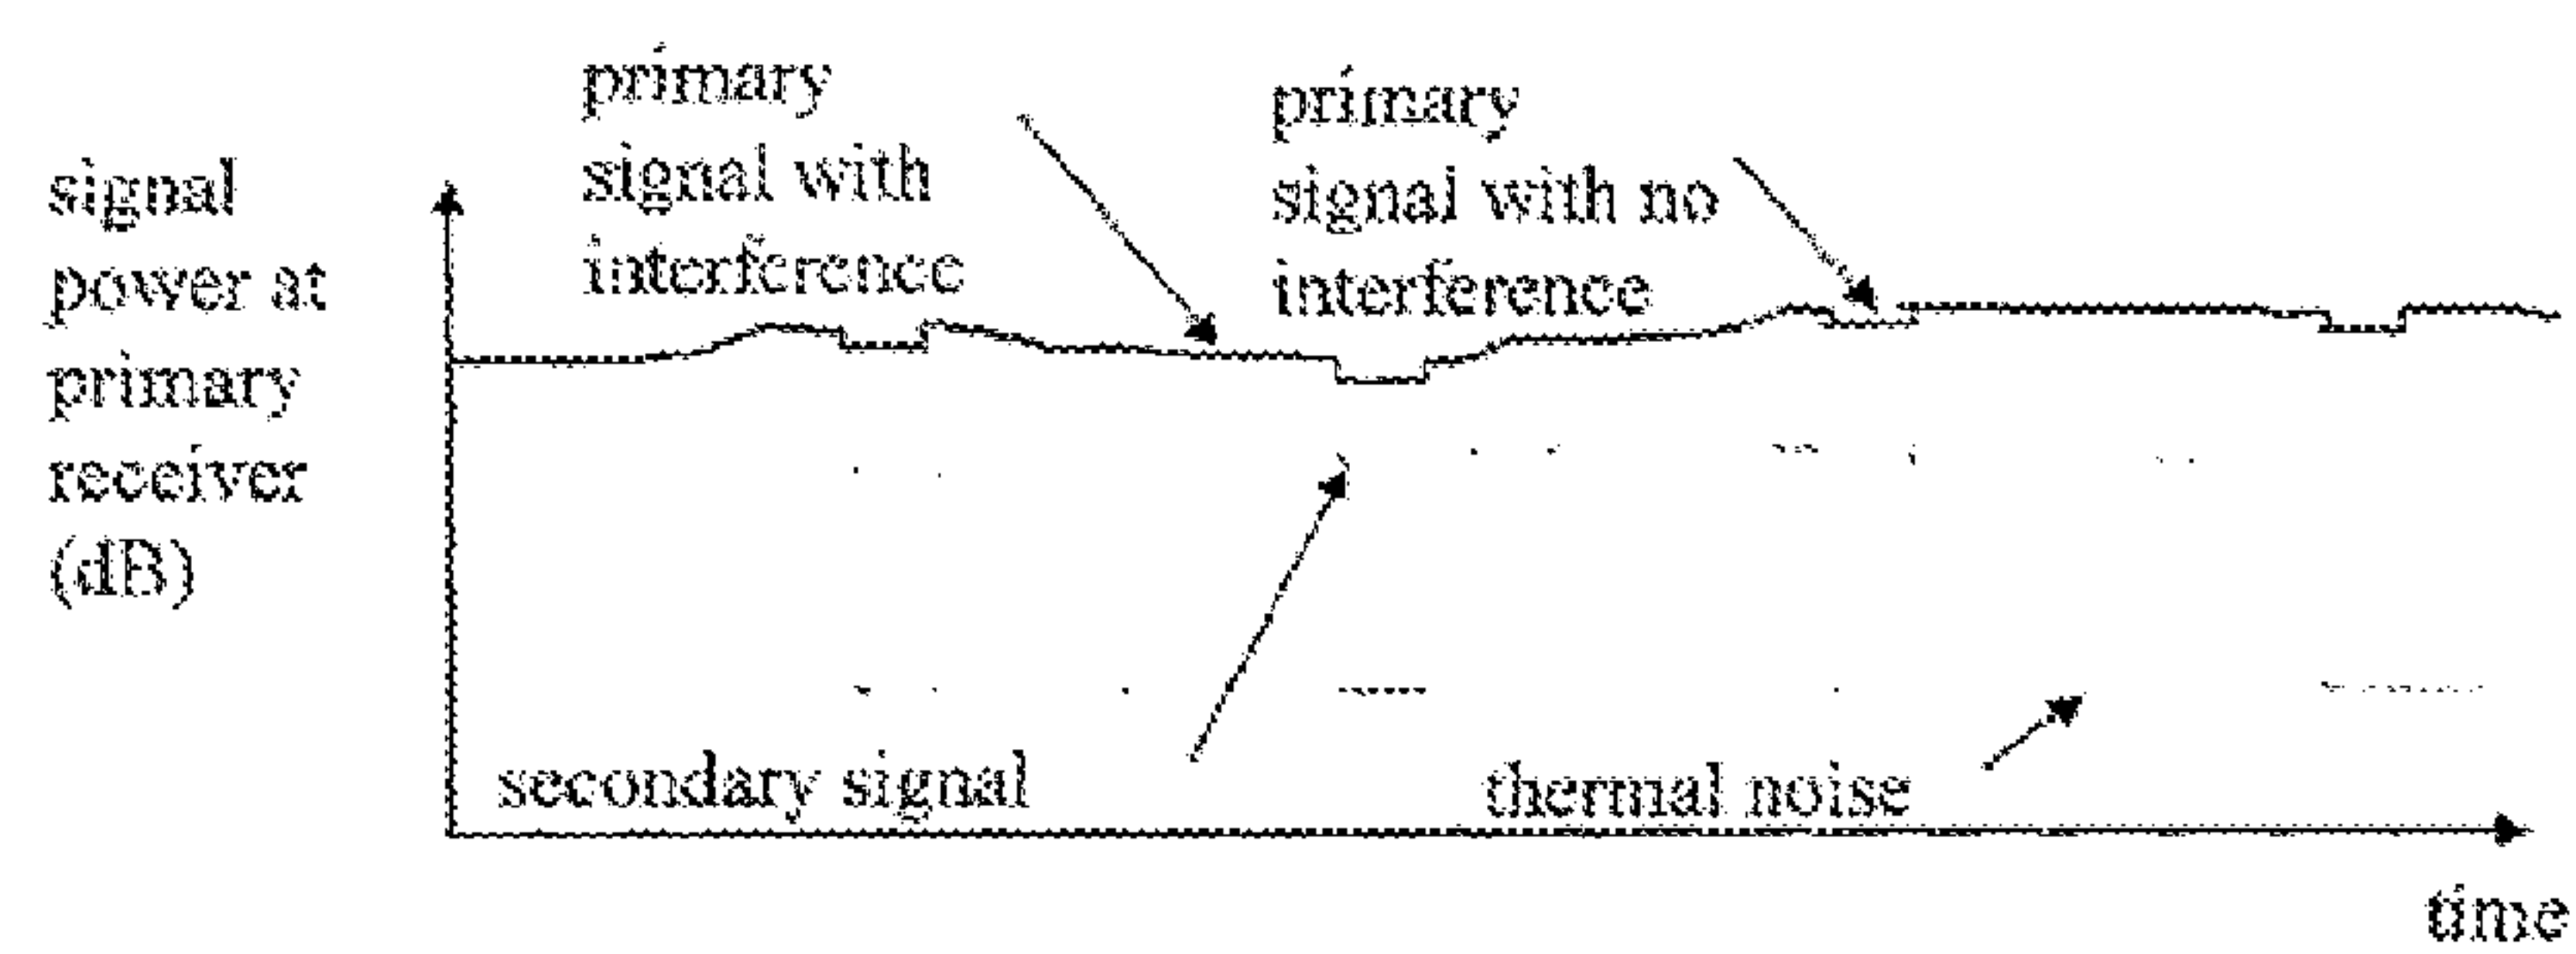 signal
power at
primary
receiver
(dB)
primary
signal with
interference
primary
signal with no
interference
secondary signal
thermal noise
time